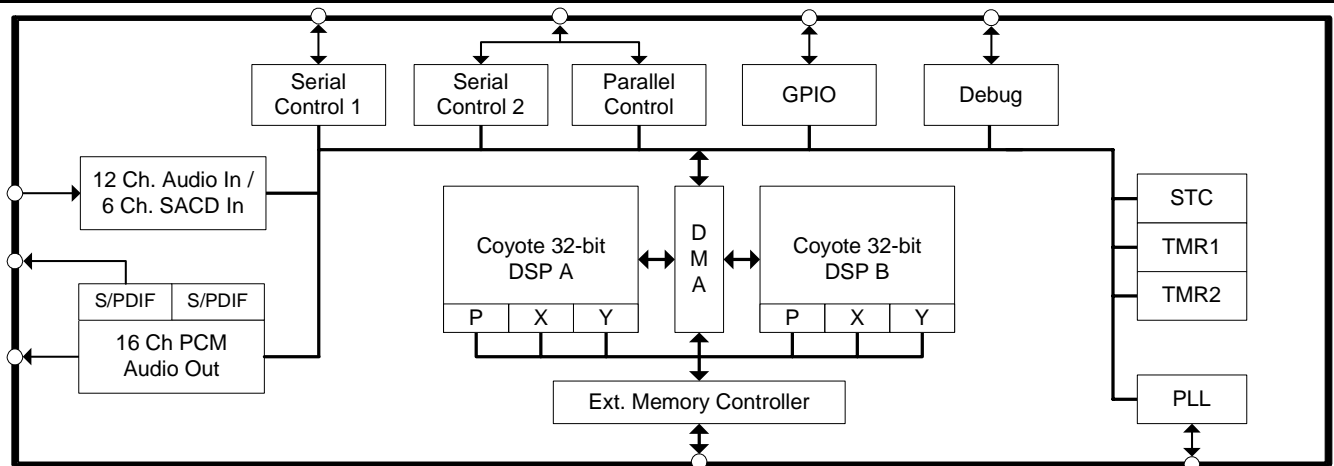 Serial
Control 1
Serial
Control 2
Parallel
Control
GPIO
Debug
12 Ch. Audio In /
6 Ch. SACD In
S/PDIF
S/PDIF
16 Ch PCM
Audio Out
Coyote 32-bit
DSP A
P
X
Y
D
M
A
Coyote 32-bit
DSP B
P
X
Y
Ext. Memory Controller
STC
TMR1
TMR2
PLL